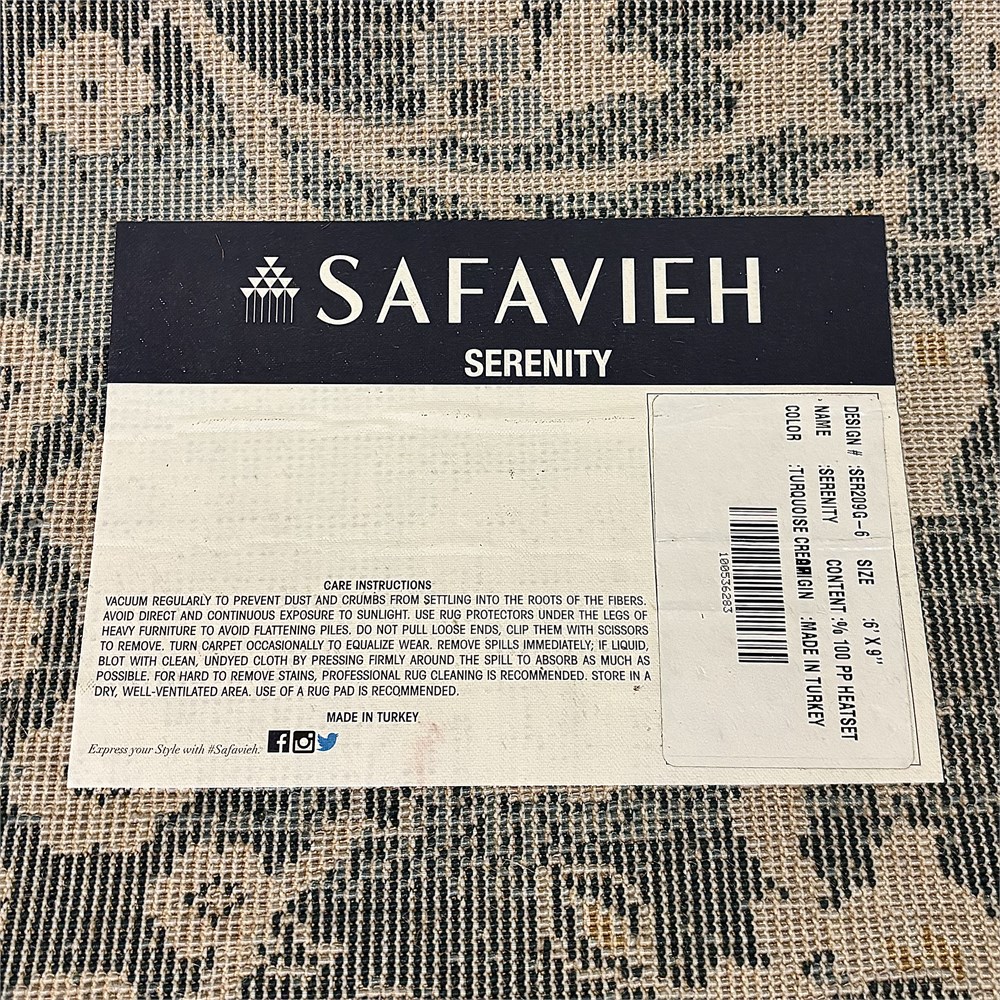 SAFAVIEH
SERENITY
CARE INSTRUCTIONS
VACUUM REGULARLY TO PREVENT DUST AND CRUMBS FROM SETTLING INTO THE ROOTS OF THE FIBERS.
AVOID DIRECT AND CONTINUOUS EXPOSURE TO SUNLIGHT. USE RUG PROTECTORS UNDER THE LEGS OF
HEAVY FURNITURE TO AVOID FLATTENING PILES. DO NOT PULL LOOSE ENDS, CLIP THEM WITH SCISSORS
TO REMOVE. TURN CARPET OCCASIONALLY TO EQUALIZE WEAR. REMOVE SPILLS IMMEDIATELY; IF LIQUID,
BLOT WITH CLEAN, UNDYED CLOTH BY PRESSING FIRMLY AROUND THE SPILL TO ABSORB AS MUCH AS
POSSIBLE. FOR HARD TO REMOVE STAINS, PROFESSIONAL RUG CLEANING IS RECOMMENDED. STORE IN A
DRY, WELL-VENTILATED AREA. USE OF A RUG PAD IS RECOMMENDED.
MADE IN TURKEY
Express your Style with #Safavieh.
DESIGN # :SER209G-6 SIZE :6' X 9''
NAME :SERENITY CONTENT :% 100 PP HEATSET
COLOR :TURQUOISE :MADE IN TURKEY
100536283